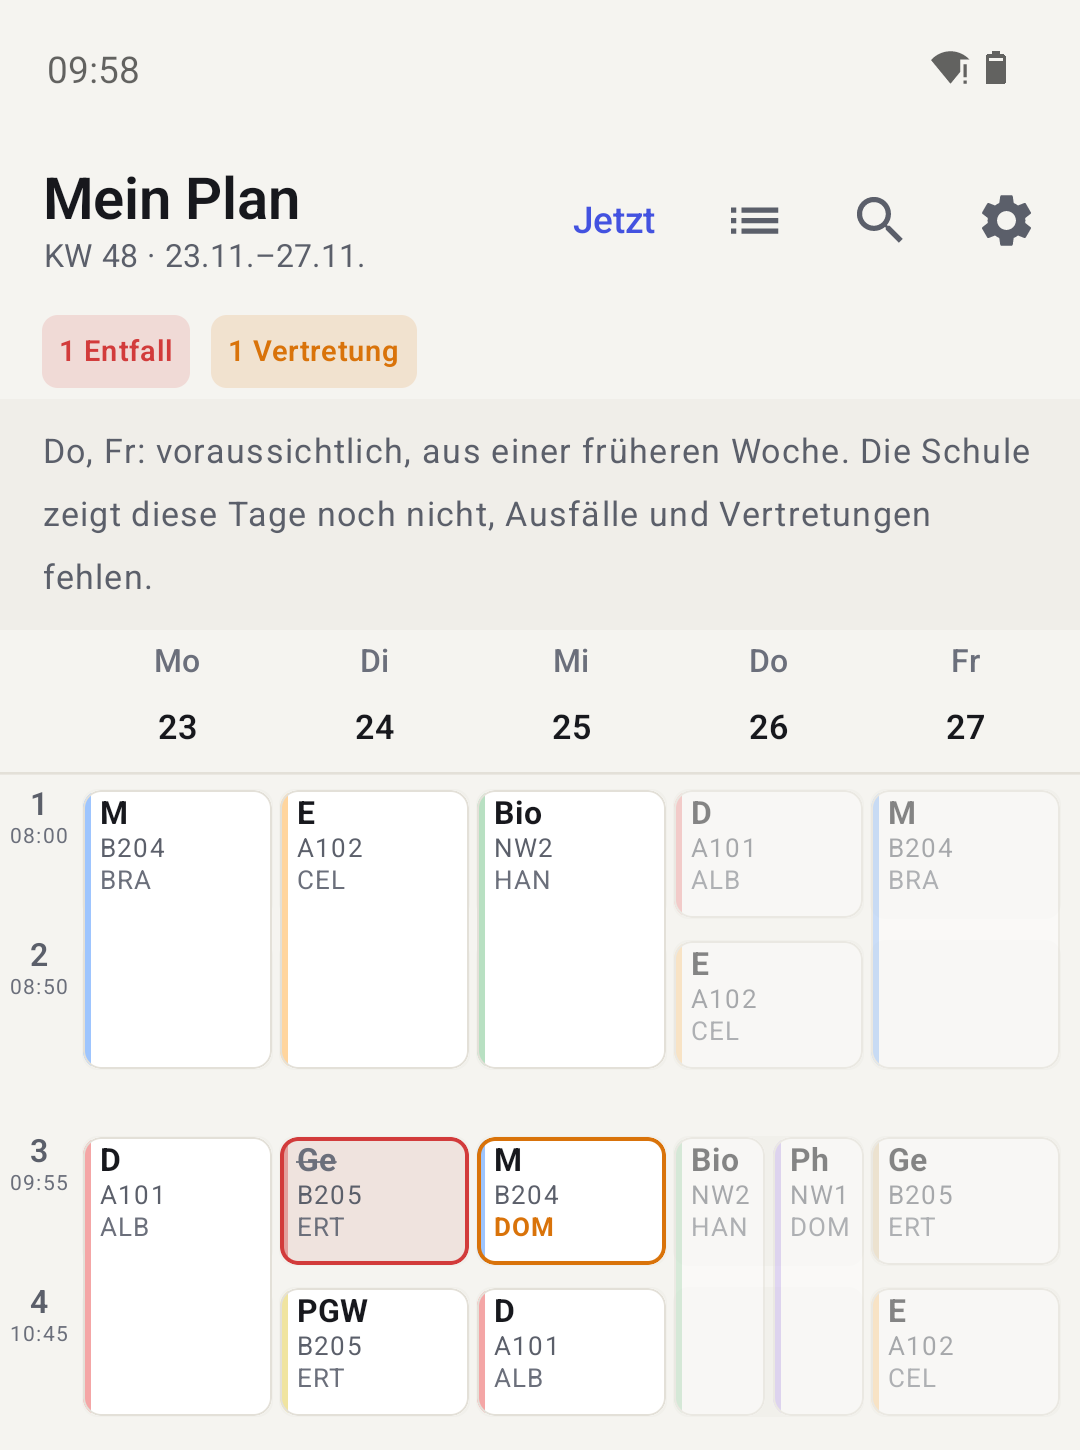 09:58
Mein Plan
KW 48 · 23.11.–27.11.
Jetzt
1 Entfall
1 Vertretung
Do, Fr: voraussichtlich, aus einer früheren Woche. Die Schule
zeigt diese Tage noch nicht, Ausfälle und Vertretungen
fehlen.
Mo Di Mi Do Fr
23 24 25 26 27
1
08:00
M
B204
BRA
E
A102
CEL
Bio
NW2
HAN
D
A101
ALB
M
B204
BRA
2
08:50
E
A102
CEL
3
09:55
D
A101
ALB
Ge
B205
ERT
M
B204
DOM
Bio
NW2
HAN
Ph
NW1
DOM
Ge
B205
ERT
4
10:45
PGW
B205
ERT
D
A101
ALB
E
A102
CEL